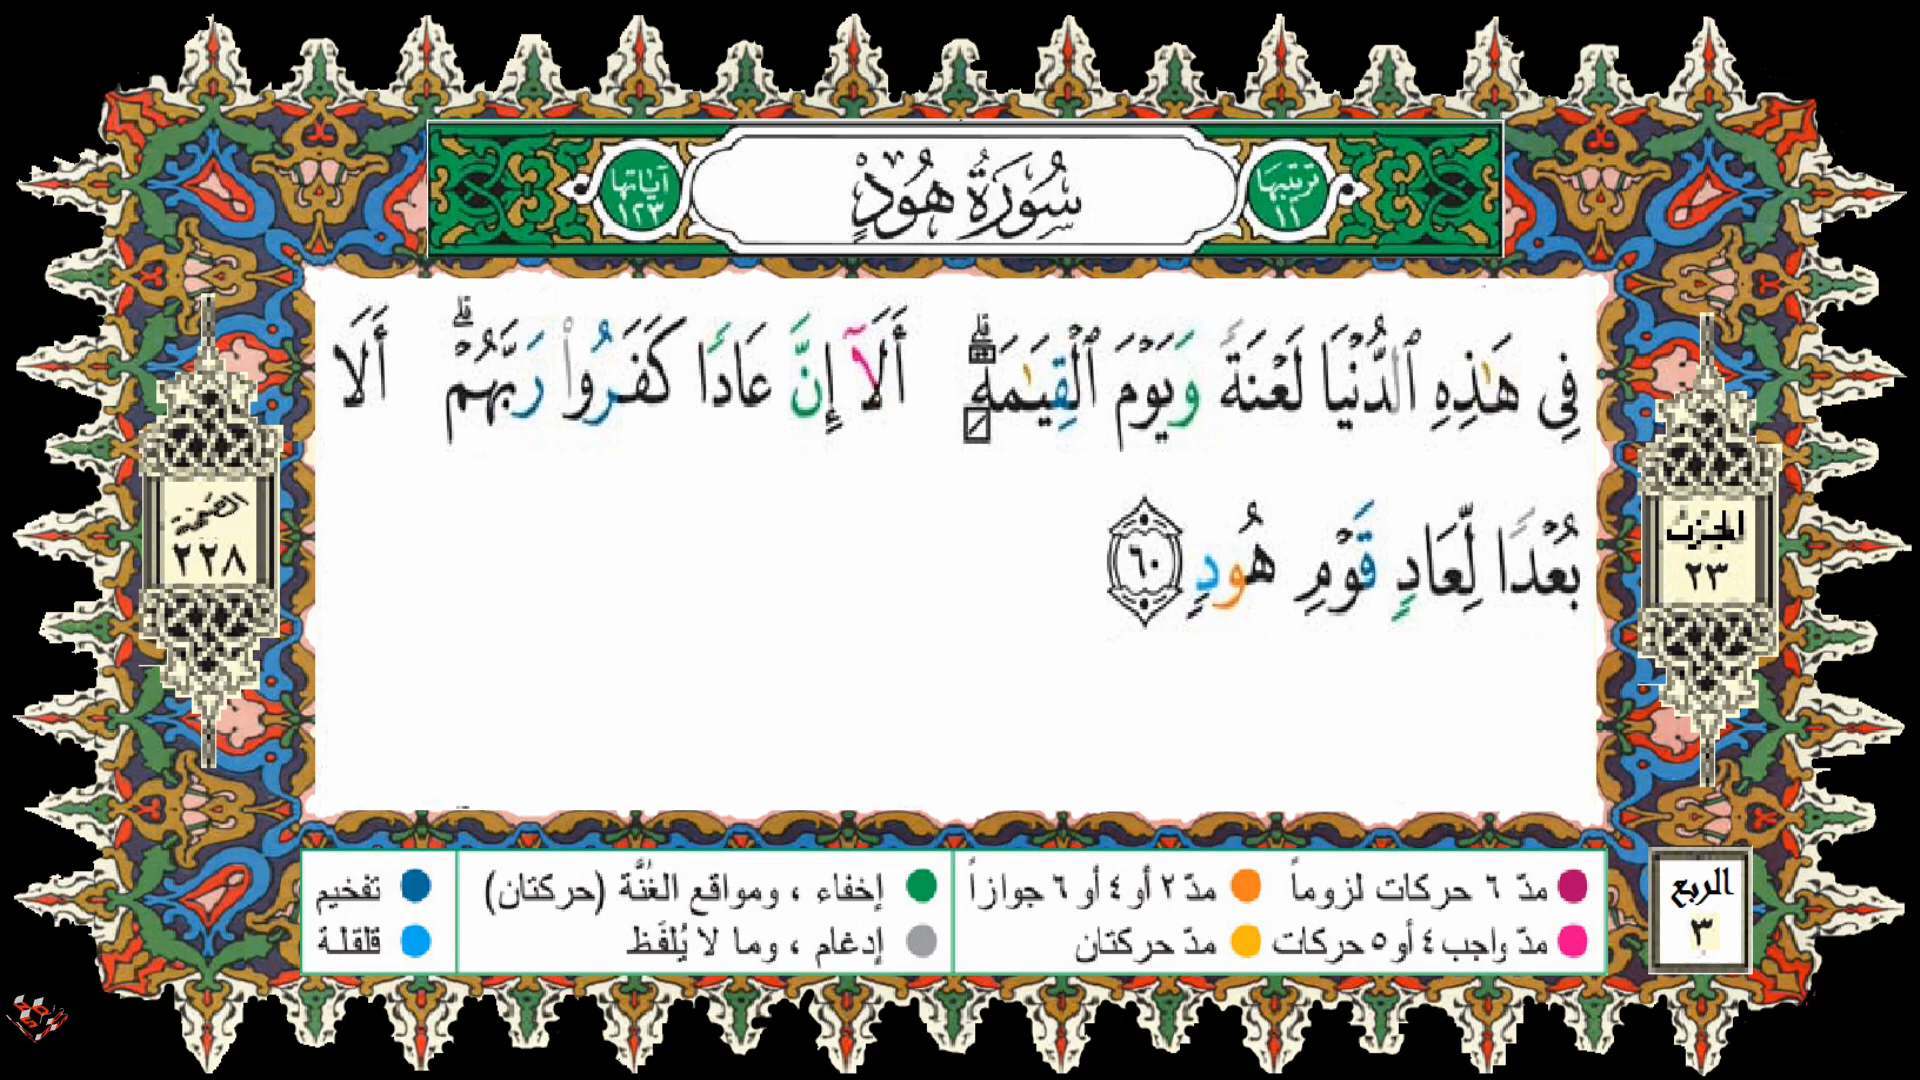 سُورَةُ هُودٍ
ترتيبها ١١
آياتها ١٢٣
فِى هَٰذِهِ ٱلدُّنْيَا لَعْنَةً وَيَوْمَ ٱلْقِيَٰمَةِ ۗ أَلَآ إِنَّ عَادًا كَفَرُوا۟ رَبَّهُمْ ۗ أَلَا
بُعْدًا لِّعَادٍ قَوْمِ هُودٍ ٦٠
الحزب
٢٣
الصفحة
٢٢٨
مدّ ٦ حركات لزوماً مدّ ٢ أو ٤ أو ٦ جوازاً إخفاء ، ومواقع الغُنَّة (حركتان) تفخيم
مدّ واجب ٤ أو ٥ حركات مدّ حركتان إدغام ، وما لا يُلفَظ قلقلة
الربع
٣